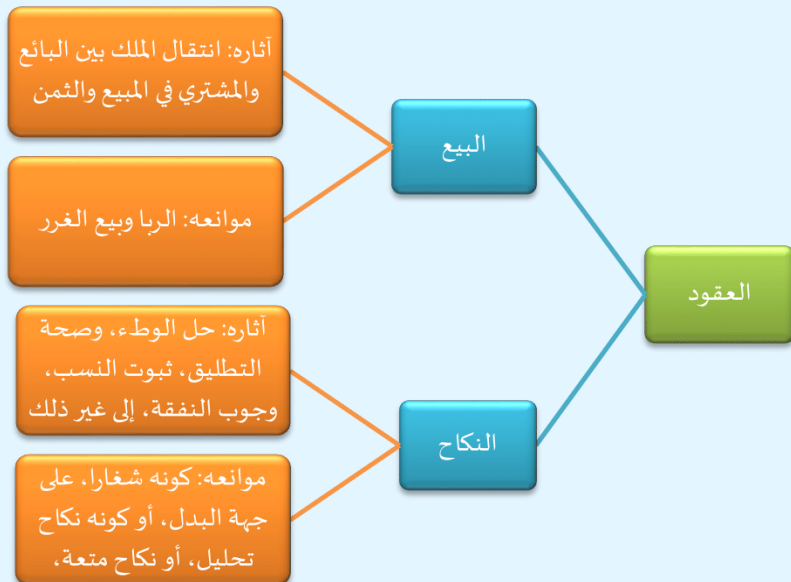 العقود
البيع
آثاره: انتقال الملك بين البائع
والمشتري في المبيع والثمن
موانعه: الربا وبيع الغرر
النكاح
آثاره: حل الوطء، وصحة
التطليق، ثبوت النسب،
وجوب النفقة، إلى غير ذلك
موانعه: كونه شغارا، على
جهة البدل، أو كونه نكاح
تحليل، أو نكاح متعة،